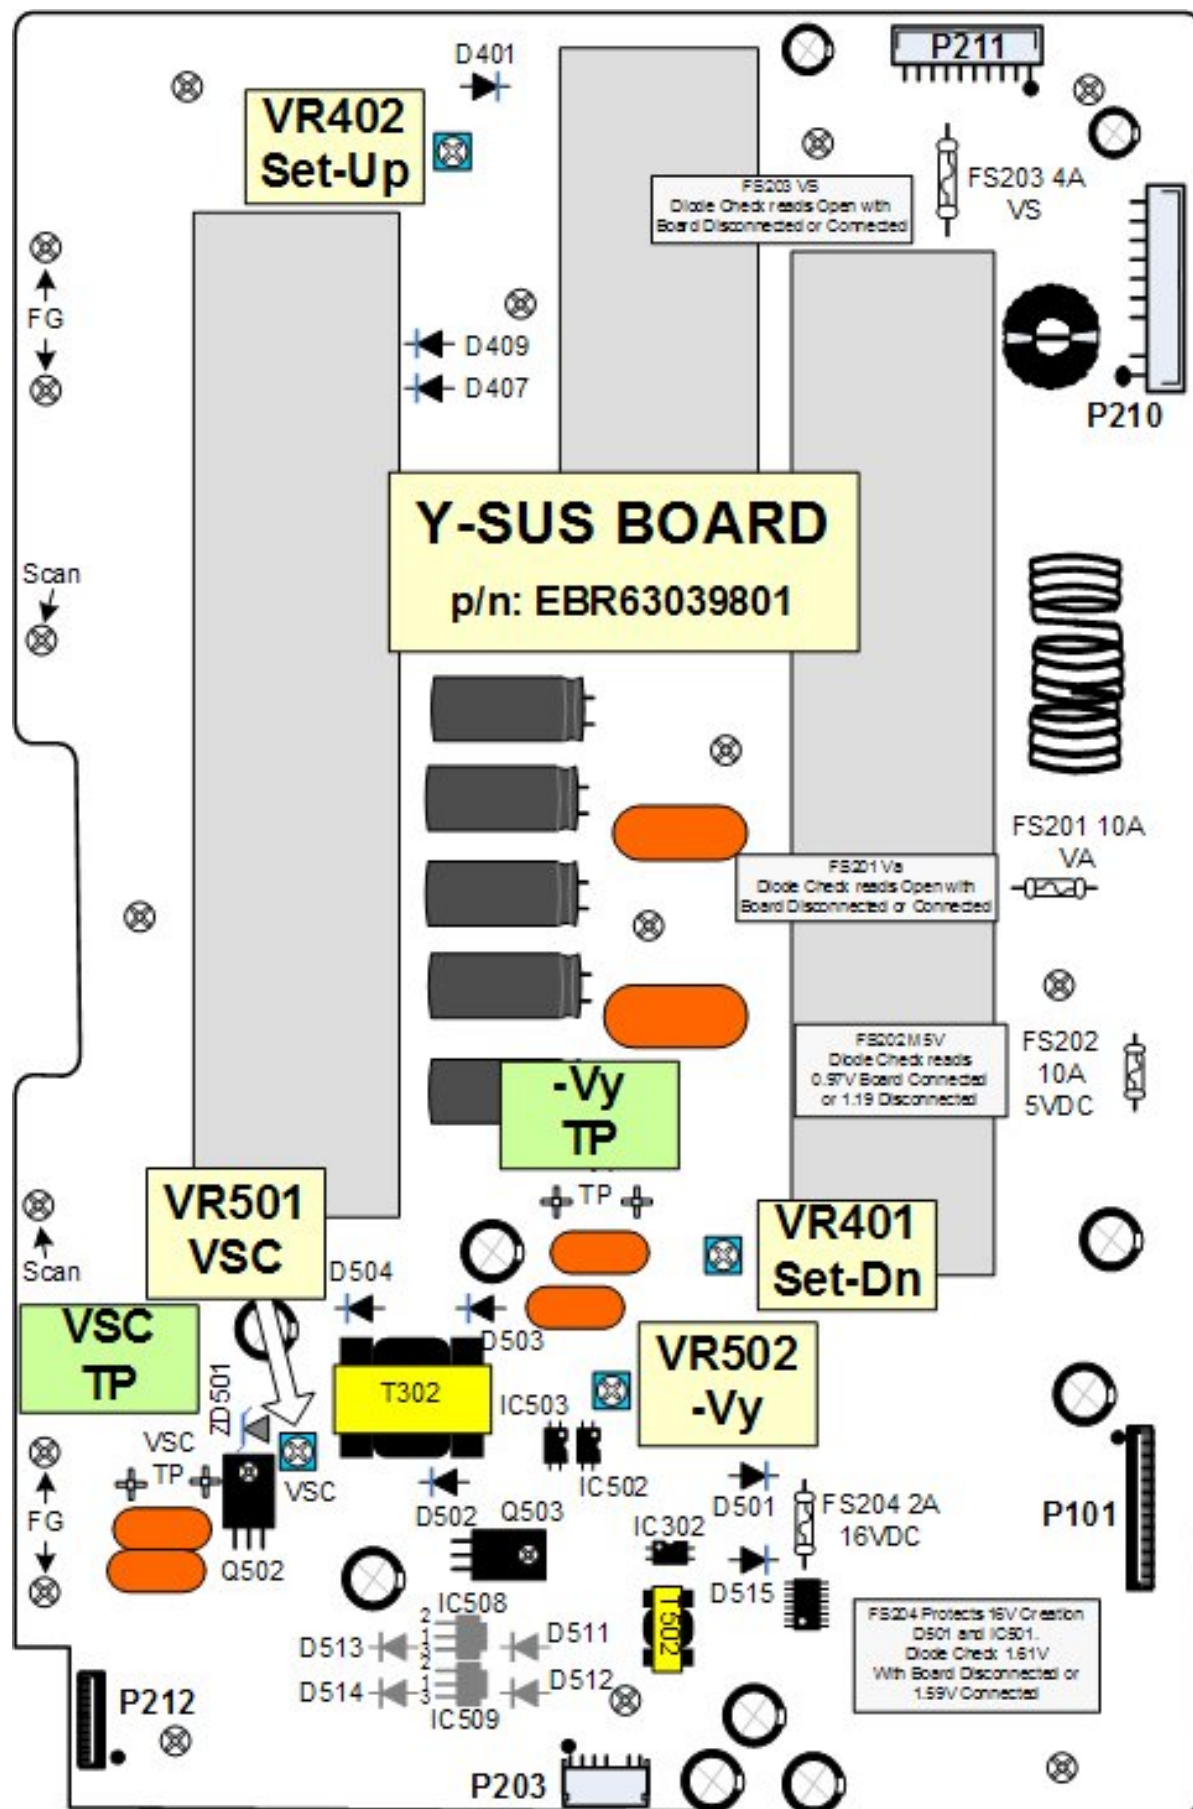 P211
D401
VR402
Set-Up
FS203 VS
Diode Check reads Open with
Board Disconnected or Connected
FS203 4A
VS
FG
D409
D407
P210
Y-SUS BOARD
p/n: EBR63039801
Scan
FS201 10A
VA
FS201 Va
Diode Check reads Open with
Board Disconnected or Connected
FS202 M5V
Diode Check reads
0.97V Board Connected
or 1.19 Disconnected
FS202
10A
5VDC
-Vy
TP
TP
VR501
VSC
VR401
Set-Dn
Scan
D504
D503
VSC
TP
VR502
-Vy
ZD501
T302
IC503
VSC
TP
VSC
IC502
D501
FS204 2A
16VDC
P101
FG
D502
Q503
IC302
Q502
D515
IC508
2
1
3
D513
D511
T502
FS204 Protects 16V Creation
D501 and IC501.
Diode Check 1.61V
With Board Disconnected or
1.59V Connected
2
1
3
D514
D512
IC509
P212
P203